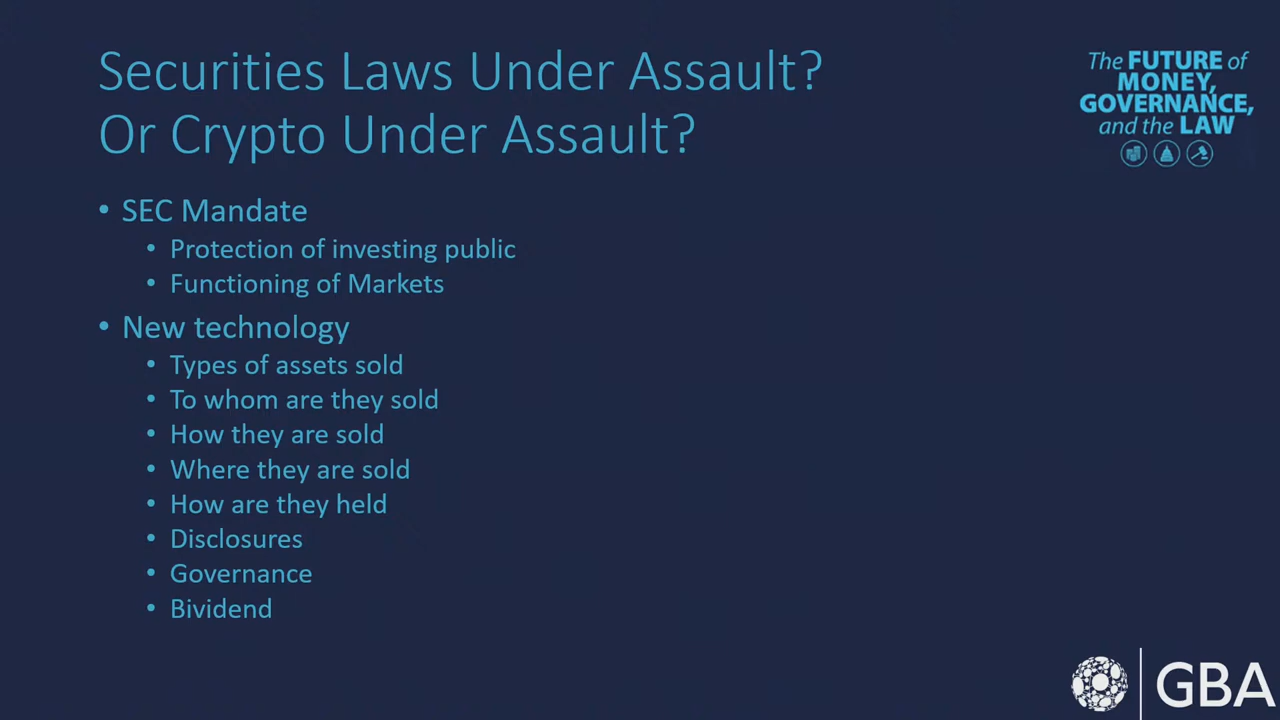 Securities Laws Under Assault?
Or Crypto Under Assault?
The FUTURE of
MONEY,
GOVERNANCE,
and the LAW
• SEC Mandate
• Protection of investing public
• Functioning of Markets
• New technology
• Types of assets sold
• To whom are they sold
• How they are sold
• Where they are sold
• How are they held
• Disclosures
• Governance
• Bividend
GBA